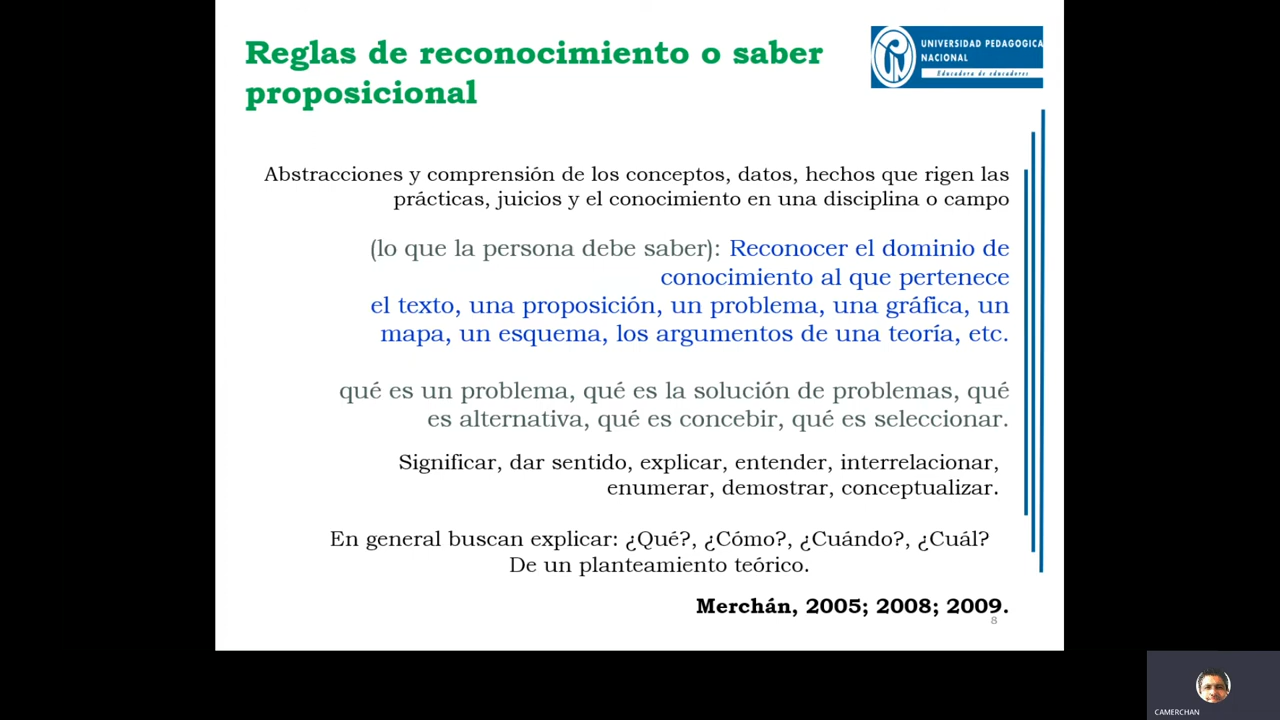 Reglas de reconocimiento o saber
proposicional
UNIVERSIDAD PEDAGOGICA
NACIONAL
Educadora de educadores
Abstracciones y comprensión de los conceptos, datos, hechos que rigen las
prácticas, juicios y el conocimiento en una disciplina o campo
(lo que la persona debe saber): Reconocer el dominio de
conocimiento al que pertenece
el texto, una proposición, un problema, una gráfica, un
mapa, un esquema, los argumentos de una teoría, etc.
qué es un problema, qué es la solución de problemas, qué
es alternativa, qué es concebir, qué es seleccionar.
Significar, dar sentido, explicar, entender, interrelacionar,
enumerar, demostrar, conceptualizar.
En general buscan explicar: ¿Qué?, ¿Cómo?, ¿Cuándo?, ¿Cuál?
De un planteamiento teórico.
Merchán, 2005; 2008; 2009.
8
CAMERCHAN